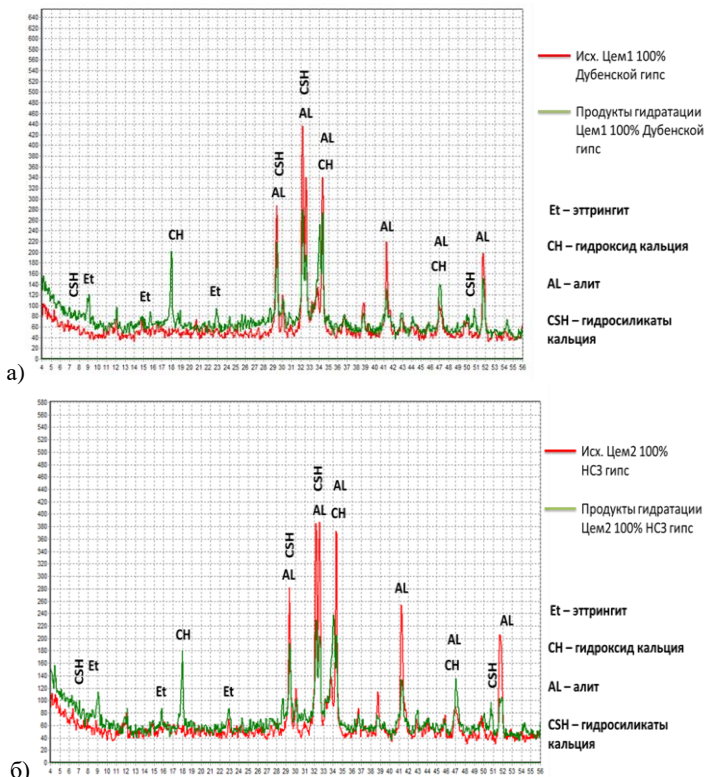 640
620
600
580
560
540
520
500
480
460
440
420
400
380
360
340
320
300
280
260
240
220
200
180
160
140
120
100
80
60
40
20
0
CSH
AL
CSH
AL
AL
CH
CH
CSH
Et
Et
Et
AL
AL
CH
CSH
AL
4 5 6 7 8 9 10 11 12 13 14 15 16 17 18 19 20 21 22 23 24 25 26 27 28 29 30 31 32 33 34 35 36 37 38 39 40 41 42 43 44 45 46 47 48 49 50 51 52 53 54 55 56
Исх. Цем1 100%
Дубенской гипс
Продукты гидратации
Цем1 100% Дубенской
гипс
Et – эттрингит
CH – гидроксид кальция
AL – алит
CSH – гидросиликаты
кальция
а)
580
560
540
520
500
480
460
440
420
400
380
360
340
320
300
280
260
240
220
200
180
160
140
120
100
80
60
40
20
0
CSH
AL
CSH
AL
AL
CH
CH
CSH
Et
Et
Et
AL
AL
CH
CSH
AL
4 5 6 7 8 9 10 11 12 13 14 15 16 17 18 19 20 21 22 23 24 25 26 27 28 29 30 31 32 33 34 35 36 37 38 39 40 41 42 43 44 45 46 47 48 49 50 51 52 53 54 55 56
Исх. Цем2 100%
НС3 гипс
Продукты гидратации
Цем2 100% НС3 гипс
Et – эттрингит
CH – гидроксид кальция
AL – алит
CSH – гидросиликаты
кальция
б)